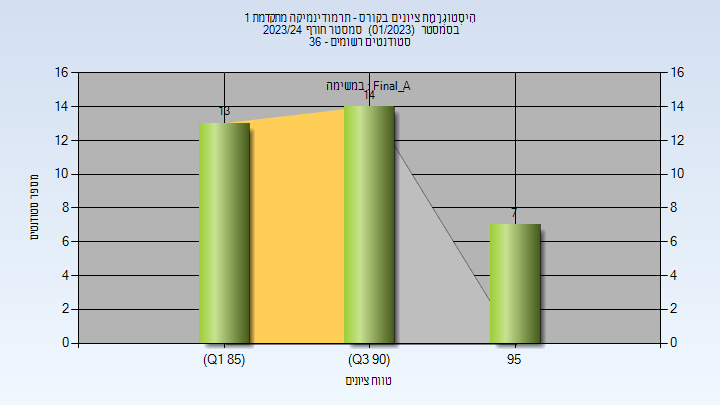 היסטוגרמת ציונים בקורס - תרמודינמיקה מתקדמת 1
בסמסטר (01/2023) סמסטר חורף 2023/24
סטודנטים רשומים - 36
במשימה : Final_A
16 16
14 14
12 12
10 10
8 8
6 6
4 4
2 2
0 0
13
14
7
מספר סטודנטים
(Q1 85) (Q3 90) 95
טווח ציונים